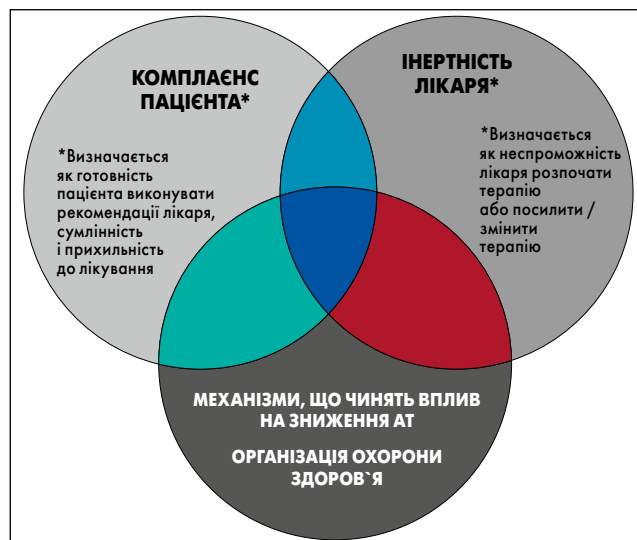 КОМПЛАЄНС
ПАЦІЄНТА*
*Визначається
як готовність
пацієнта виконувати
рекомендації лікаря,
сумлінність
і прихильність
до лікування
ІНЕРТНІСТЬ
ЛІКАРЯ*
*Визначається
як неспроможність
лікаря розпочати
терапію
або посилити /
змінити
терапію
МЕХАНІЗМИ, ЩО ЧИНЯТЬ ВПЛИВ
НА ЗНИЖЕННЯ АТ
ОРГАНІЗАЦІЯ ОХОРОНИ
ЗДОРОВ`Я